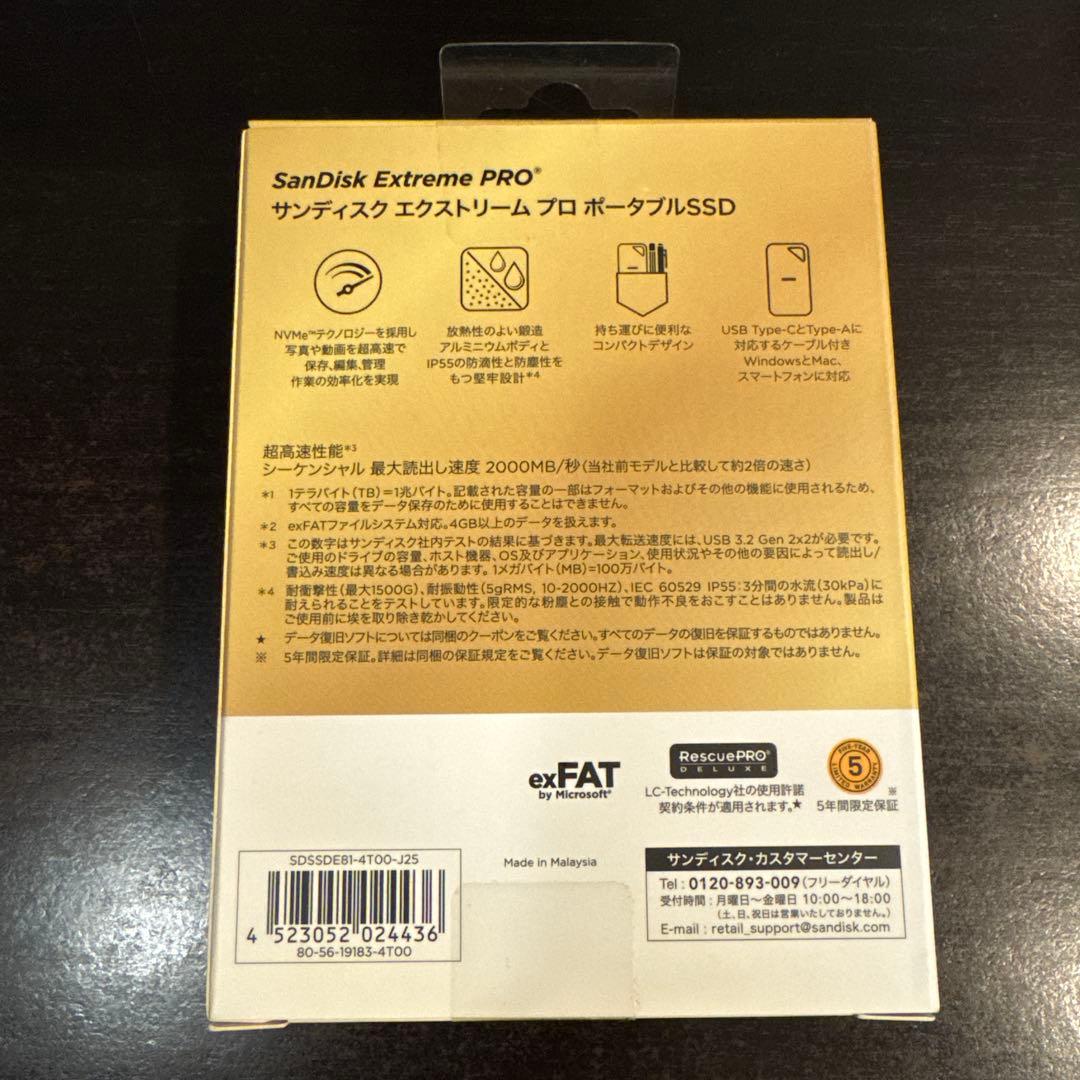 SanDisk Extreme PRO®
サンディスク エクストリーム プロ ポータブルSSD
NVMe™テクノロジーを採用し
写真や動画を超高速で
保存、編集、管理
作業の効率化を実現
放熱性のよい鍛造
アルミニウムボディと
IP55の防滴性と防塵性を
もつ堅牢設計*4
持ち運びに便利な
コンパクトデザイン
USB Type-CとType-Aに
対応するケーブル付き
WindowsとMac、
スマートフォンに対応
超高速性能*3
シーケンシャル 最大読出し速度 2000MB/秒(当社前モデルと比較して約2倍の速さ)
*1 1テラバイト(TB)=1兆バイト。記載された容量の一部はフォーマットおよびその他の機能に使用されるため、
すべての容量をデータ保存のために使用することはできません。
*2 exFATファイルシステム対応。4GB以上のデータを扱えます。
*3 この数字はサンディスク社内テストの結果に基づきます。最大転送速度には、USB 3.2 Gen 2x2が必要です。
ご使用のドライブの容量、ホスト機器、OS及びアプリケーション、使用状況やその他の要因によって読出し/
書込み速度は異なる場合があります。1メガバイト(MB)=100万バイト。
*4 耐衝撃性(最大1500G)、耐振動性(5gRMS, 10-2000HZ)、IEC 60529 IP55:3分間の水流(30kPa)に
耐えられることをテストしています。限定的な粉塵との接触で動作不良をおこすことはありません。製品は
ご使用前に埃を取り除き乾かしてください。
★ データ復旧ソフトについては同梱のクーポンをご覧ください。すべてのデータの復旧を保証するものではありません。
※ 5年間限定保証。詳細は同梱の保証規定をご覧ください。データ復旧ソフトは保証の対象ではありません。
exFAT
by Microsoft®
RescuePRO®
DELUXE
LC-Technology社の使用許諾
契約条件が適用されます。★
FIVE-YEAR
5
LIMITED WARRANTY
※
5年間限定保証
SDSSDE81-4T00-J25
4 523052 024436
80-56-19183-4T00
Made in Malaysia
サンディスク・カスタマーセンター
Tel : 0120-893-009(フリーダイヤル)
受付時間 : 月曜日〜金曜日 10:00〜18:00
(土、日、祝日は営業いたしておりません。)
E-mail : retail_support@sandisk.com